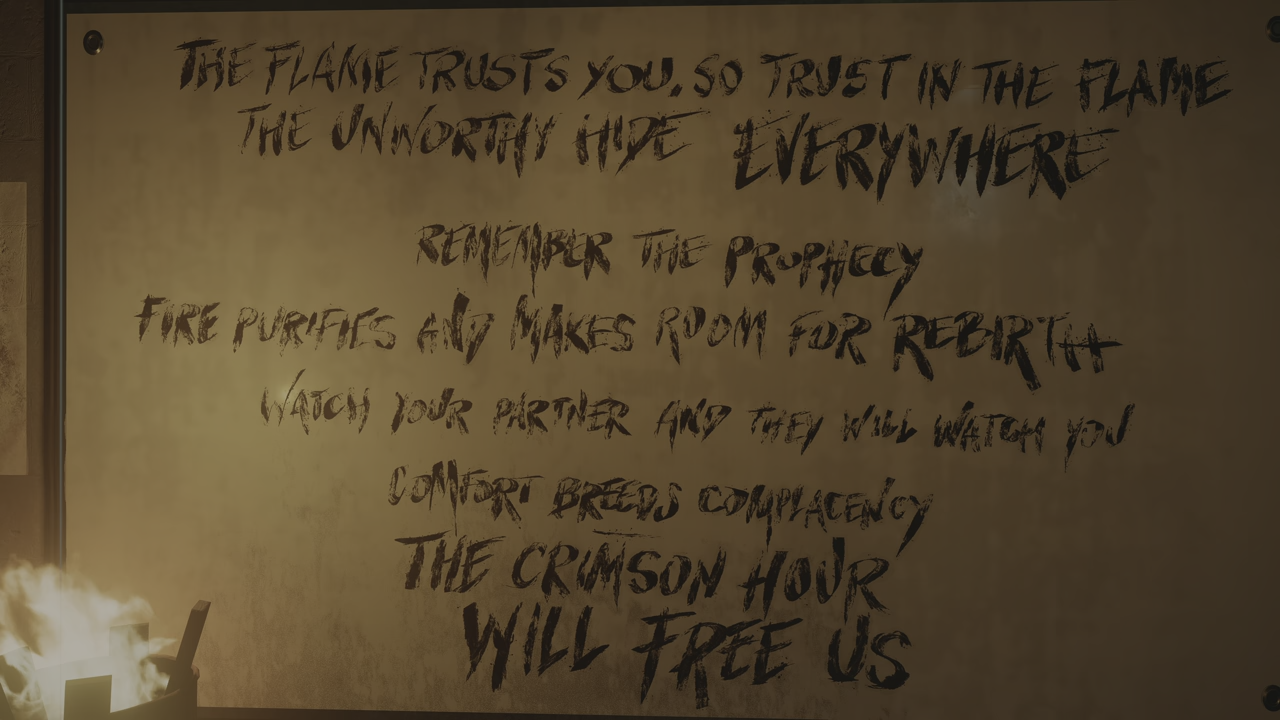 THE FLAME TRUSTS YOU. SO TRUST IN THE FLAME
THE UNWORTHY HIDE EVERYWHERE
REMEMBER THE PROPHECY
FIRE PURIFIES AND MAKES ROOM FOR REBIRTH
WATCH YOUR PARTNER AND THEY WILL WATCH YOU
COMFORT BREEDS COMPLACENCY
THE CRIMSON HOUR
WILL FREE US